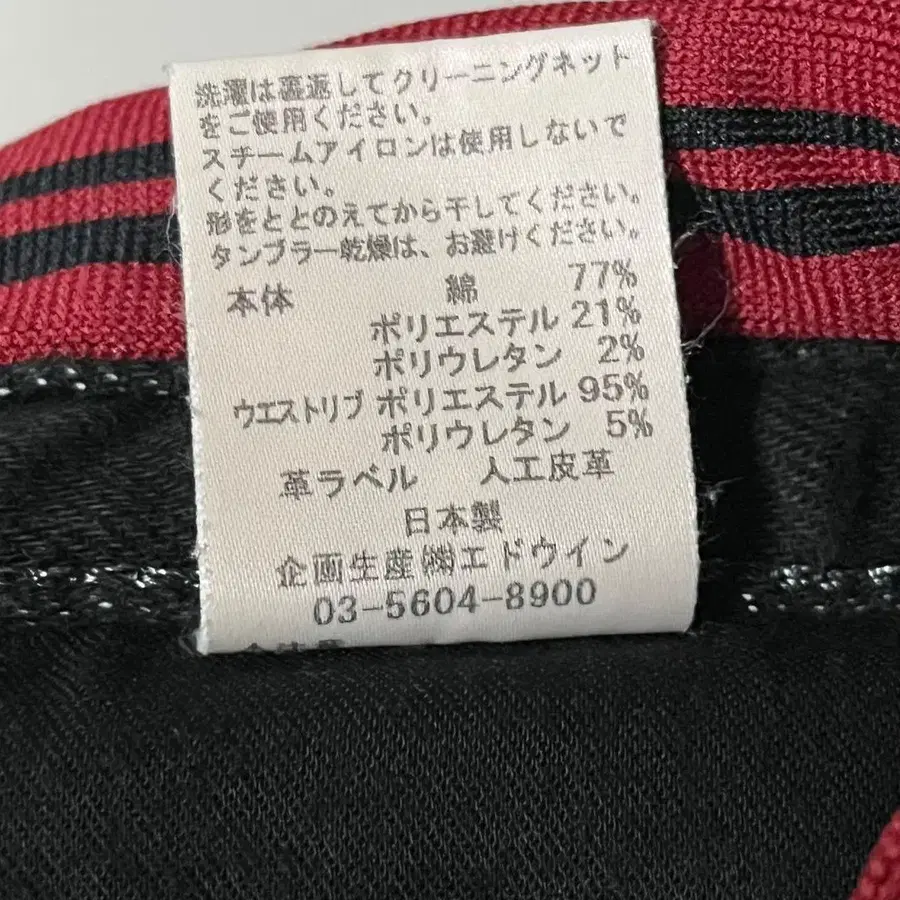 洗濯は裏返してクリーニングネット
をご使用ください。
スチームアイロンは使用しないで
ください。
形をととのえてから干してください。
タンブラー乾燥は、お避けください。
本体 綿 77%
ポリエステル 21%
ポリウレタン 2%
ウエストリブ ポリエステル 95%
ポリウレタン 5%
革ラベル 人工皮革
日本製
企画生産㈱エドウイン
03-5604-8900